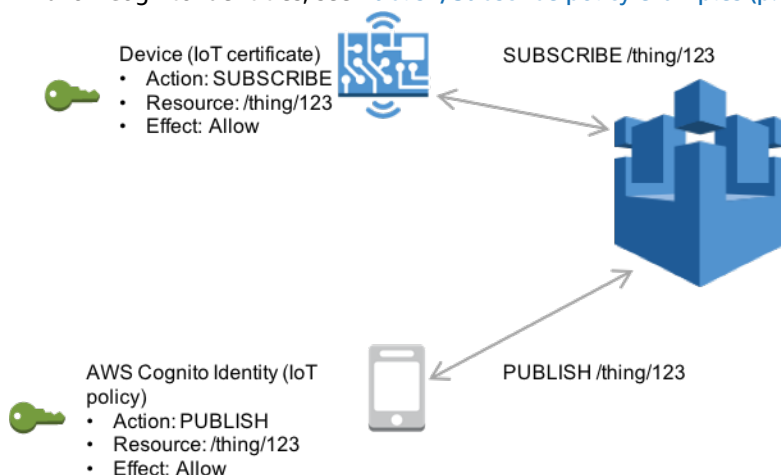 Device (IoT certificate)
• Action: SUBSCRIBE
• Resource: /thing/123
• Effect: Allow
SUBSCRIBE /thing/123
AWS Cognito Identity (IoT
policy)
• Action: PUBLISH
• Resource: /thing/123
• Effect: Allow
PUBLISH /thing/123